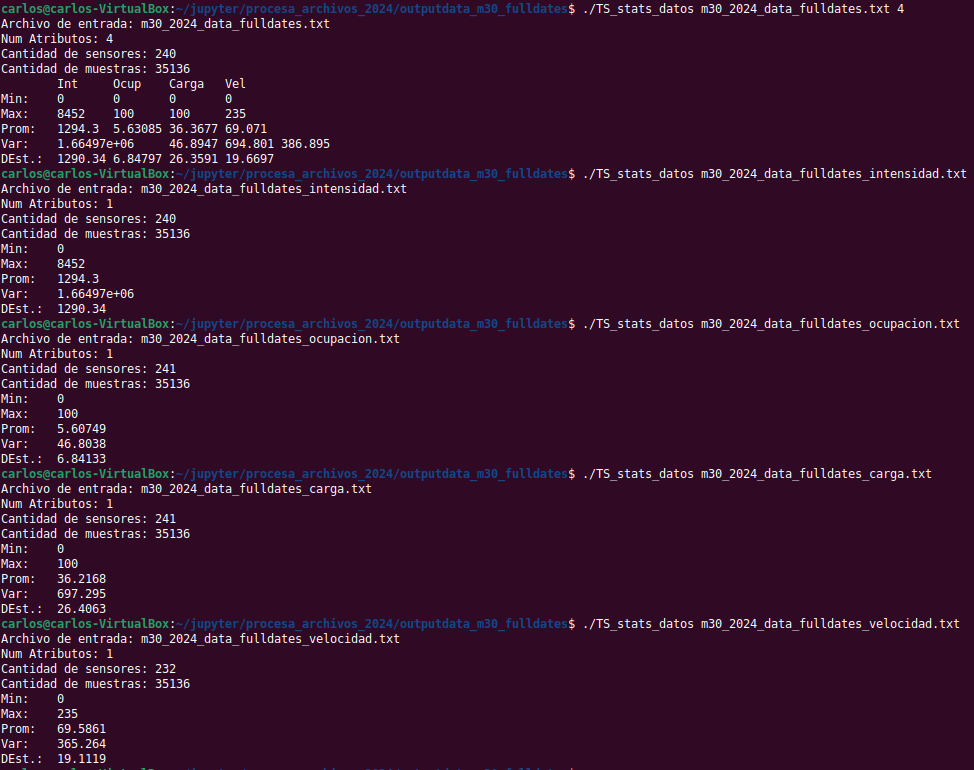 carlos@carlos-VirtualBox:~/jupyter/procesa_archivos_2024/outputdata_m30_fulldates$ ./TS_stats_datos m30_2024_data_fulldates.txt 4
Archivo de entrada: m30_2024_data_fulldates.txt
Num Atributos: 4
Cantidad de sensores: 240
Cantidad de muestras: 35136
        Int     Ocup    Carga   Vel
Min:    0       0       0       0
Max:    8452    100     100     235
Prom:   1294.3  5.63085 36.3677 69.071
Var:    1.66497e+06     46.8947 694.801 386.895
DEst.:  1290.34 6.84797 26.3591 19.6697
carlos@carlos-VirtualBox:~/jupyter/procesa_archivos_2024/outputdata_m30_fulldates$ ./TS_stats_datos m30_2024_data_fulldates_intensidad.txt
Archivo de entrada: m30_2024_data_fulldates_intensidad.txt
Num Atributos: 1
Cantidad de sensores: 240
Cantidad de muestras: 35136
Min:    0
Max:    8452
Prom:   1294.3
Var:    1.66497e+06
DEst.:  1290.34
carlos@carlos-VirtualBox:~/jupyter/procesa_archivos_2024/outputdata_m30_fulldates$ ./TS_stats_datos m30_2024_data_fulldates_ocupacion.txt
Archivo de entrada: m30_2024_data_fulldates_ocupacion.txt
Num Atributos: 1
Cantidad de sensores: 241
Cantidad de muestras: 35136
Min:    0
Max:    100
Prom:   5.60749
Var:    46.8038
DEst.:  6.84133
carlos@carlos-VirtualBox:~/jupyter/procesa_archivos_2024/outputdata_m30_fulldates$ ./TS_stats_datos m30_2024_data_fulldates_carga.txt
Archivo de entrada: m30_2024_data_fulldates_carga.txt
Num Atributos: 1
Cantidad de sensores: 241
Cantidad de muestras: 35136
Min:    0
Max:    100
Prom:   36.2168
Var:    697.295
DEst.:  26.4063
carlos@carlos-VirtualBox:~/jupyter/procesa_archivos_2024/outputdata_m30_fulldates$ ./TS_stats_datos m30_2024_data_fulldates_velocidad.txt
Archivo de entrada: m30_2024_data_fulldates_velocidad.txt
Num Atributos: 1
Cantidad de sensores: 232
Cantidad de muestras: 35136
Min:    0
Max:    235
Prom:   69.5861
Var:    365.264
DEst.:  19.1119